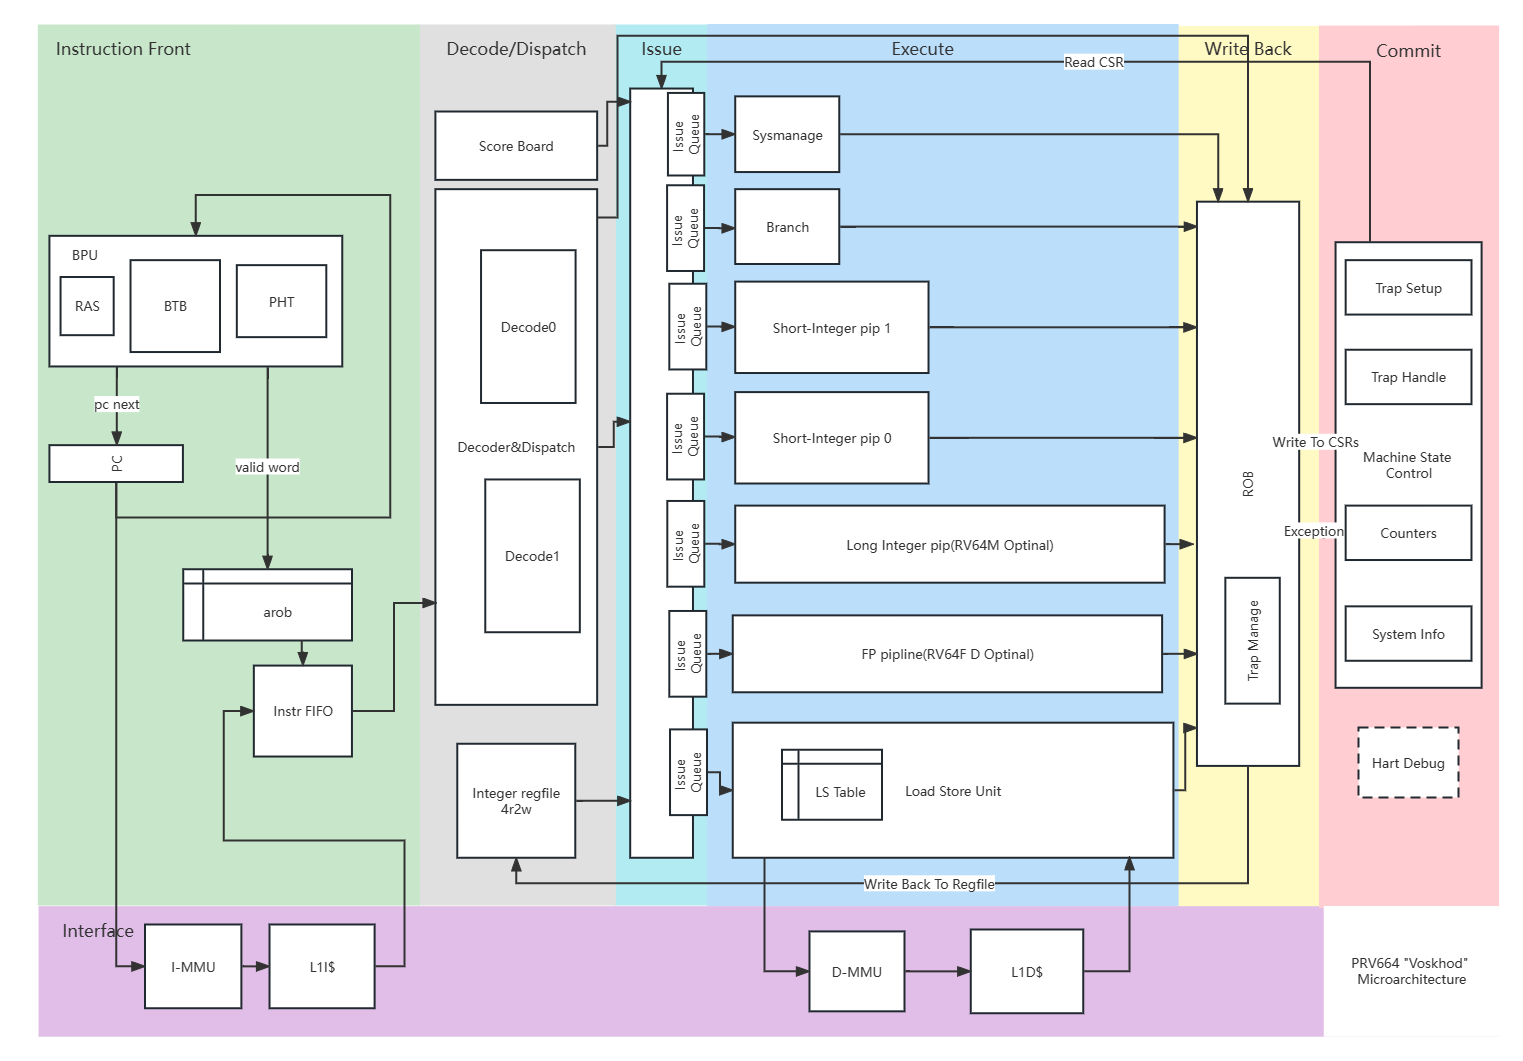 Instruction Front
Decode/Dispatch
Issue
Execute
Write Back
Commit
Read CSR
Score Board
Issue
Queue
Sysmanage
BPU
RAS
BTB
PHT
Decode0
Issue
Queue
Branch
Trap Setup
Issue
Queue
Short-Integer pip 1
Trap Handle
pc next
PC
valid word
Decoder&Dispatch
Issue
Queue
Short-Integer pip 0
Write To CSRs
Machine State
Control
ROB
Decode1
Issue
Queue
Long Integer pip(RV64M Optinal)
Exception
Counters
arob
Issue
Queue
FP pipline(RV64F D Optinal)
Trap Manage
System Info
Instr FIFO
Integer regfile
4r2w
Issue
Queue
LS Table
Load Store Unit
Hart Debug
Write Back To Regfile
Interface
I-MMU
L1I$
D-MMU
L1D$
PRV664 "Voskhod"
Microarchitecture